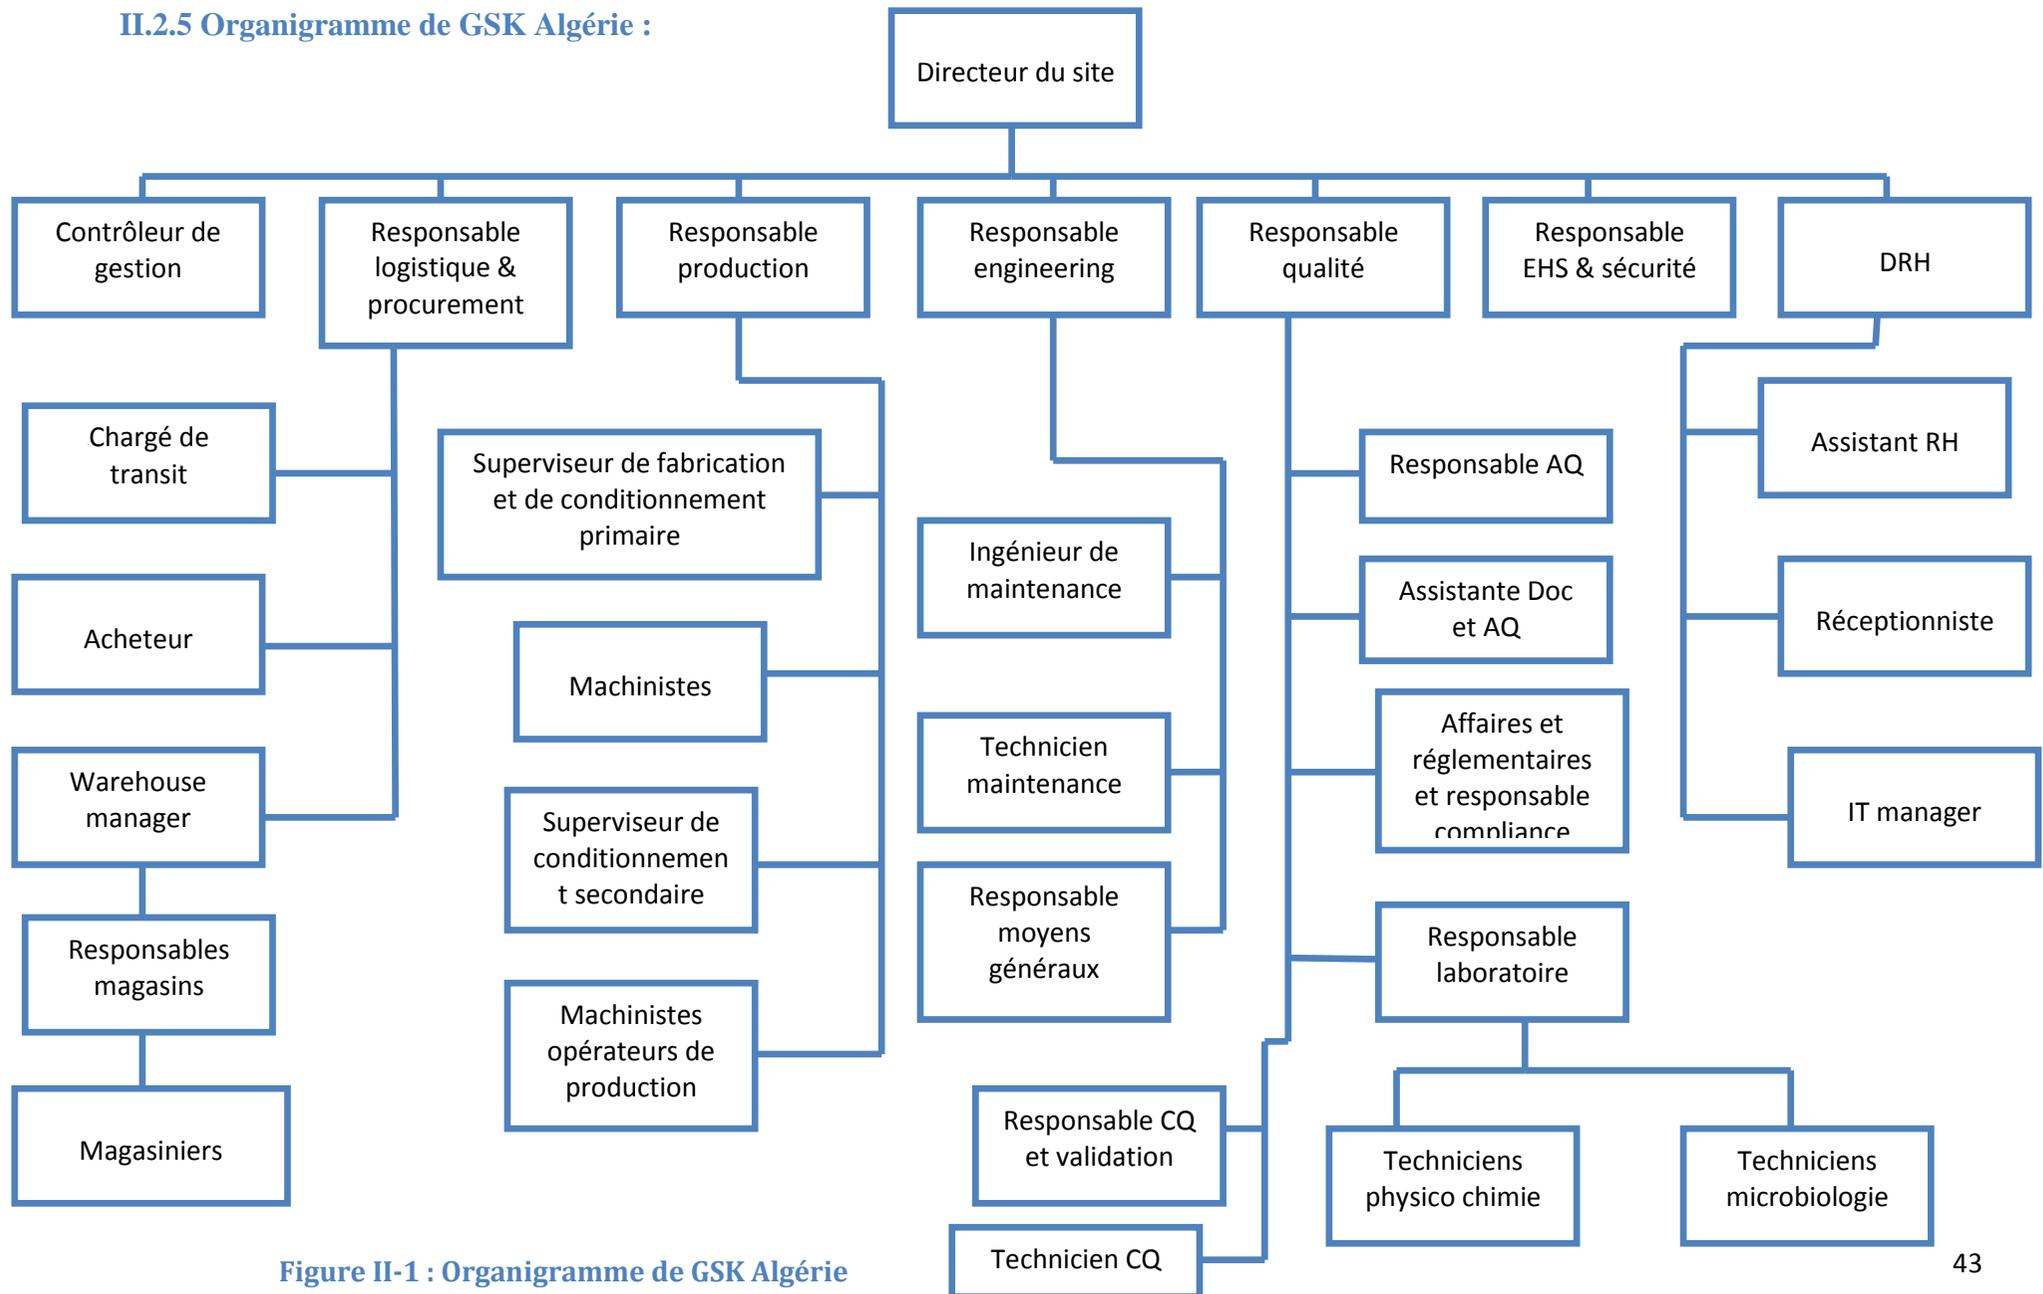 II.2.5 Organigramme de GSK Algérie :
Directeur du site
Contrôleur de
gestion
Responsable
logistique &
procurement
Responsable
production
Responsable
engineering
Responsable
qualité
Responsable
EHS & sécurité
DRH
Chargé de
transit
Acheteur
Warehouse
manager
Responsables
magasins
Magasiniers
Superviseur de fabrication
et de conditionnement
primaire
Machinistes
Superviseur de
conditionnemen
t secondaire
Machinistes
opérateurs de
production
Ingénieur de
maintenance
Technicien
maintenance
Responsable
moyens
généraux
Responsable AQ
Assistante Doc
et AQ
Affaires et
réglementaires
et responsable
compliance
Responsable
laboratoire
Responsable CQ
et validation
Technicien CQ
Techniciens
physico chimie
Techniciens
microbiologie
Assistant RH
Réceptionniste
IT manager
Figure II-1 : Organigramme de GSK Algérie
43